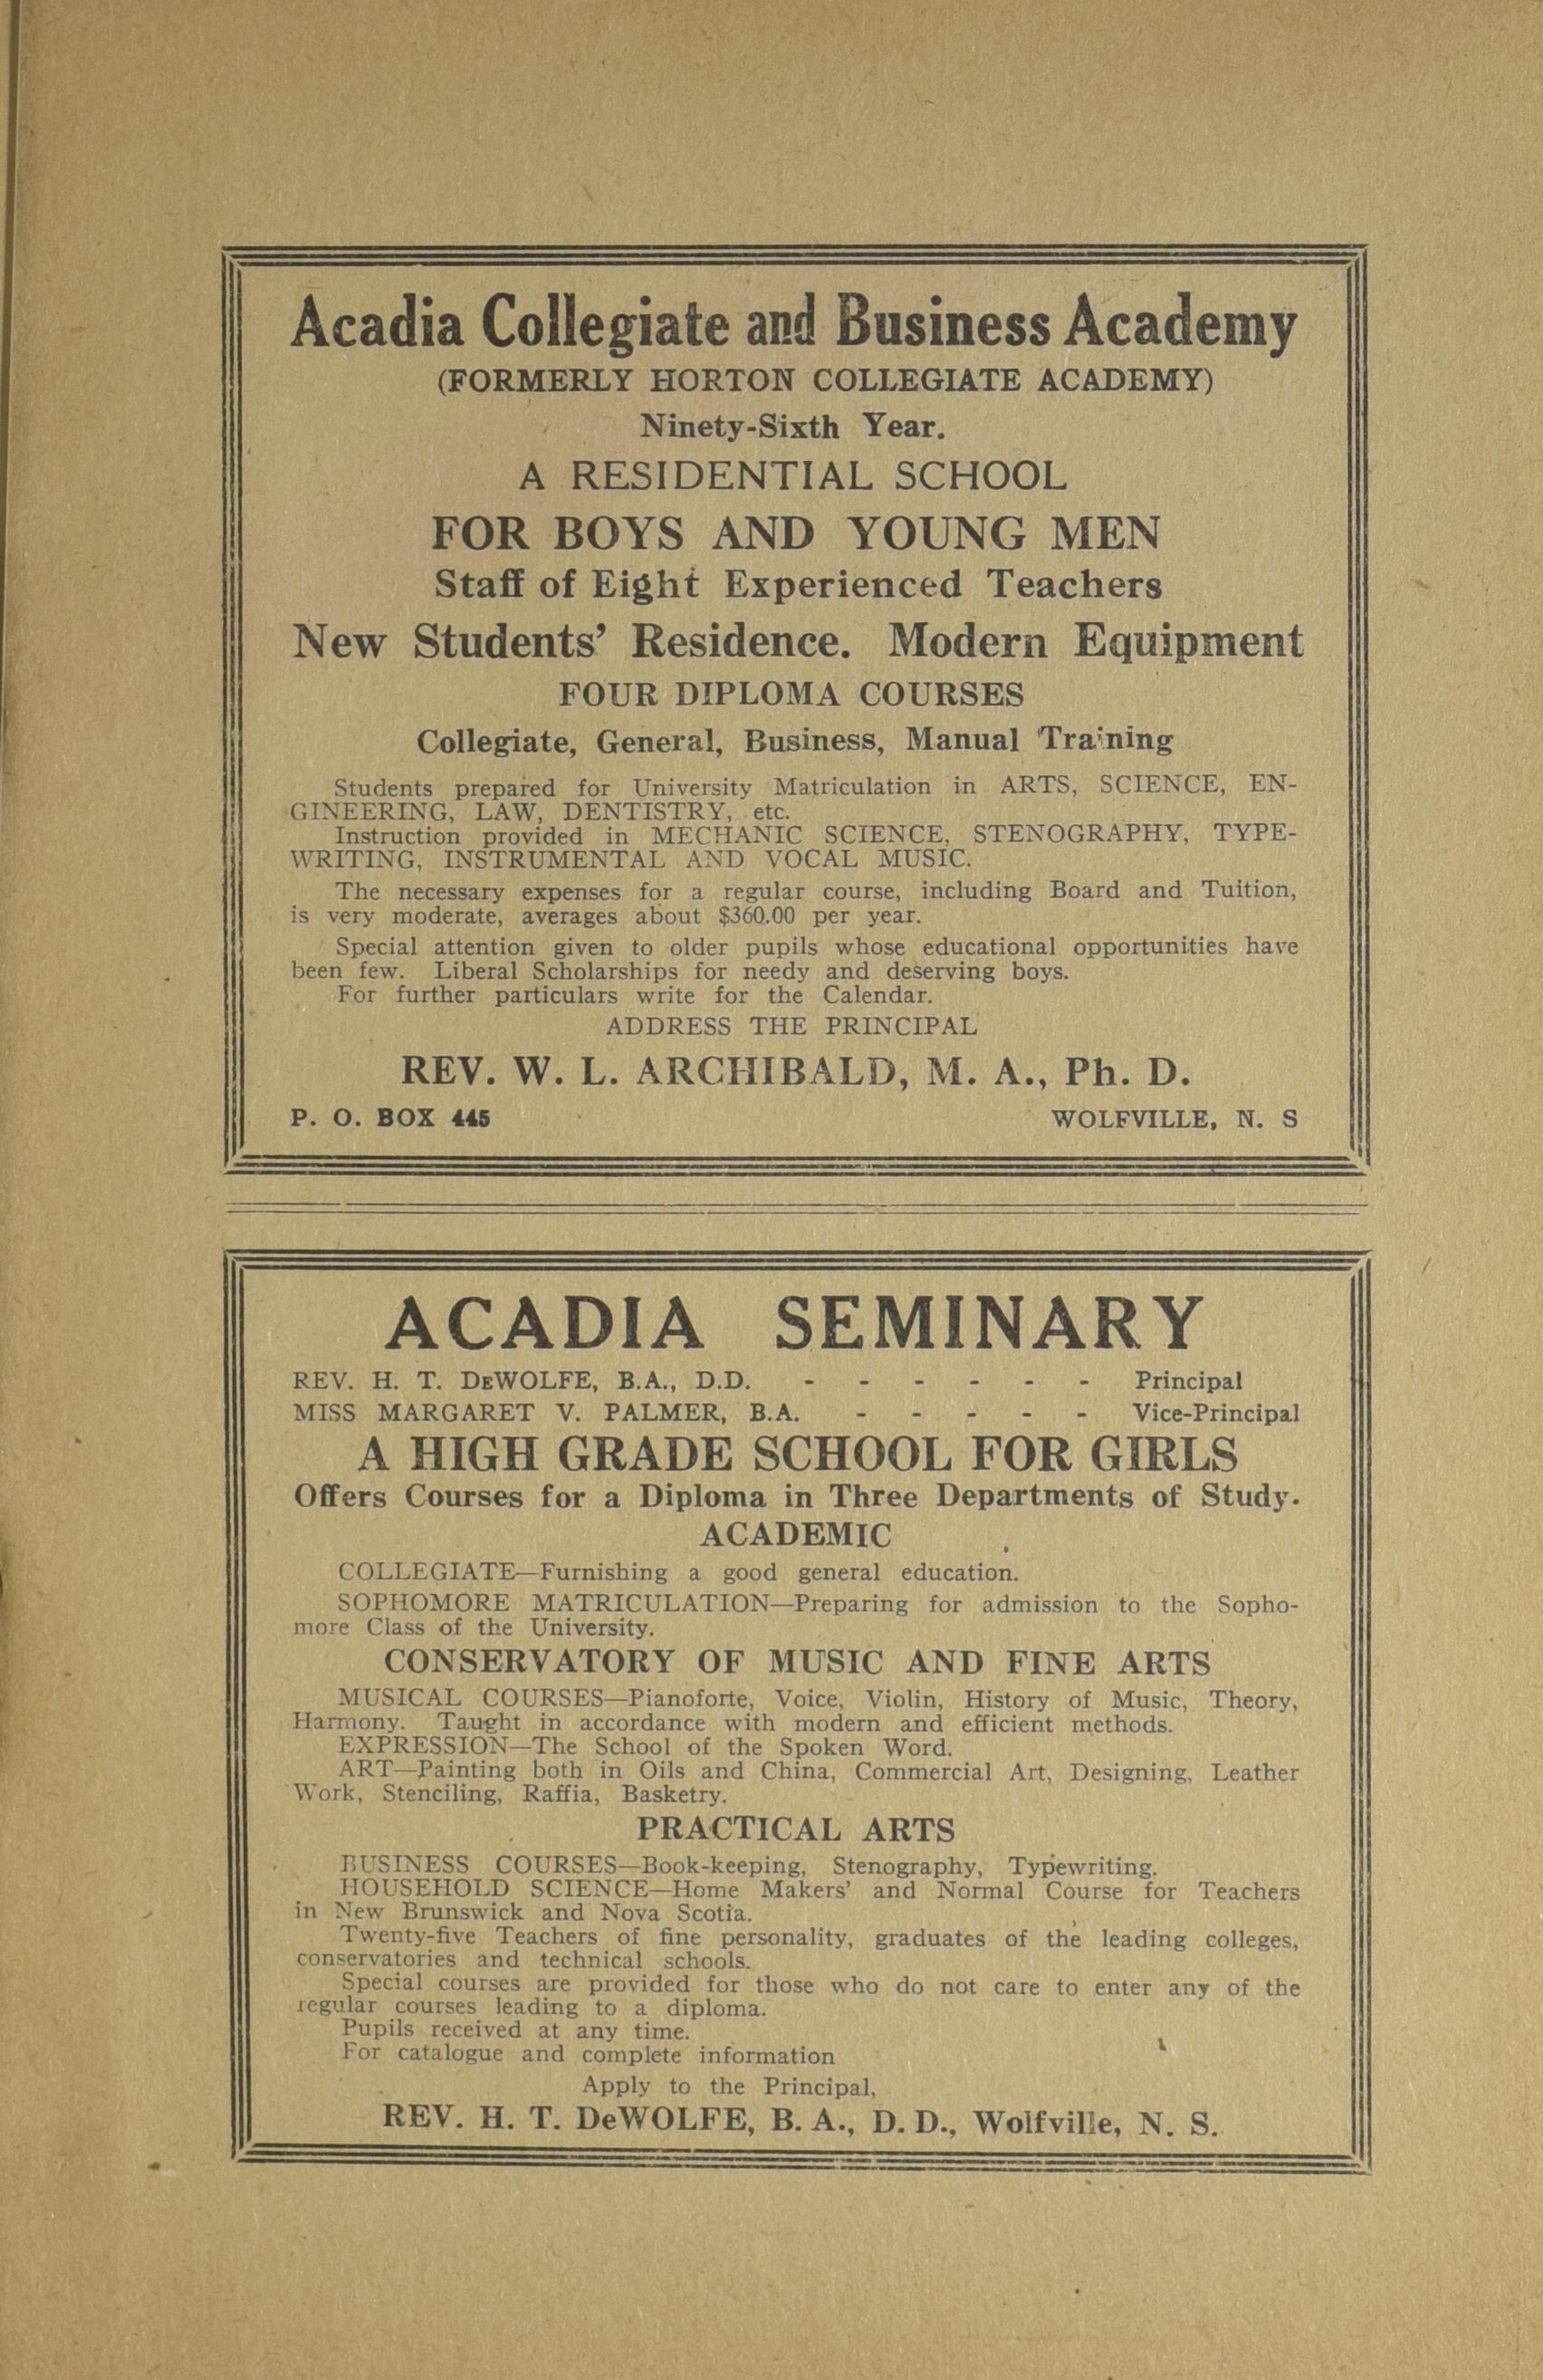 Acadia Collegiate and Business Academy
(FORMERLY HORTON COLLEGIATE ACADEMY)
Ninety-Sixth Year.
A RESIDENTIAL SCHOOL
FOR BOYS AND YOUNG MEN
Staff of Eight Experienced Teachers
New Students' Residence. Modern Equipment
FOUR DIPLOMA COURSES
Collegiate, General, Business, Manual Training
Students prepared for University Matriculation in ARTS, SCIENCE, EN-
GINEERING, LAW, DENTISTRY, etc.
Instruction provided in MECHANIC SCIENCE, STENOGRAPHY, TYPE-
WRITING, INSTRUMENTAL AND VOCAL MUSIC.
The necessary expenses for a regular course, including Board and Tuition,
is very moderate, averages about $360.00 per year.
Special attention given to older pupils whose educational opportunities have
been few. Liberal Scholarships for needy and deserving boys.
For further particulars write for the Calendar.
ADDRESS THE PRINCIPAL
REV. W. L. ARCHIBALD, M. A., Ph. D.
P. O. BOX 445 WOLFVILLE, N. S
ACADIA SEMINARY
REV. H. T. DEWOLFE, B.A., D.D. - - - - - - Principal
MISS MARGARET V. PALMER, B.A. - - - - - Vice-Principal
A HIGH GRADE SCHOOL FOR GIRLS
Offers Courses for a Diploma in Three Departments of Study.
ACADEMIC
COLLEGIATE—Furnishing a good general education.
SOPHOMORE MATRICULATION—Preparing for admission to the Sopho-
more Class of the University.
CONSERVATORY OF MUSIC AND FINE ARTS
MUSICAL COURSES—Pianoforte, Voice, Violin, History of Music, Theory,
Harmony. Taught in accordance with modern and efficient methods.
EXPRESSION—The School of the Spoken Word.
ART—Painting both in Oils and China, Commercial Art, Designing, Leather
Work, Stenciling, Raffia, Basketry.
PRACTICAL ARTS
BUSINESS COURSES—Book-keeping, Stenography, Typewriting.
HOUSEHOLD SCIENCE—Home Makers' and Normal Course for Teachers
in New Brunswick and Nova Scotia.
Twenty-five Teachers of fine personality, graduates of the leading colleges,
conservatories and technical schools.
Special courses are provided for those who do not care to enter any of the
regular courses leading to a diploma.
Pupils received at any time.
For catalogue and complete information
Apply to the Principal,
REV. H. T. DeWOLFE, B. A., D. D., Wolfville, N. S.